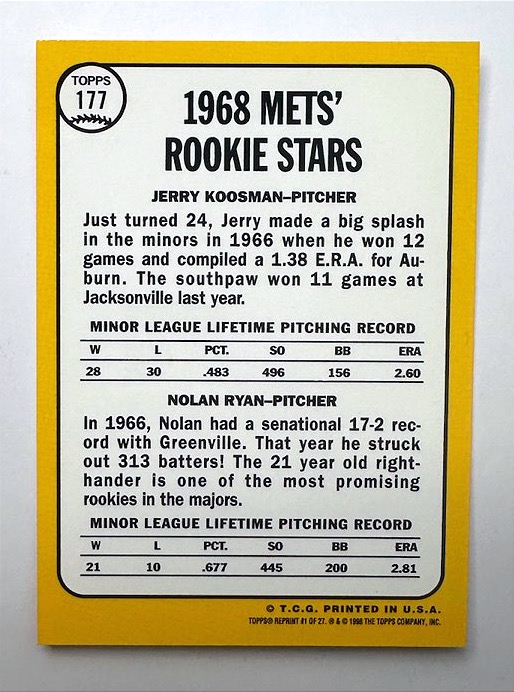 TOPPS
177
1968 METS'
ROOKIE STARS
JERRY KOOSMAN–PITCHER
Just turned 24, Jerry made a big splash
in the minors in 1966 when he won 12
games and compiled a 1.38 E.R.A. for Au-
burn. The southpaw won 11 games at
Jacksonville last year.
MINOR LEAGUE LIFETIME PITCHING RECORD
W L PCT. SO BB ERA
28 30 .483 496 156 2.60
NOLAN RYAN–PITCHER
In 1966, Nolan had a senational 17-2 rec-
ord with Greenville. That year he struck
out 313 batters! The 21 year old right-
hander is one of the most promising
rookies in the majors.
MINOR LEAGUE LIFETIME PITCHING RECORD
W L PCT. SO BB ERA
21 10 .677 445 200 2.81
© T.C.G. PRINTED IN U.S.A.
TOPPS® REPRINT #1 OF 27. ® & © 1998 THE TOPPS COMPANY, INC.